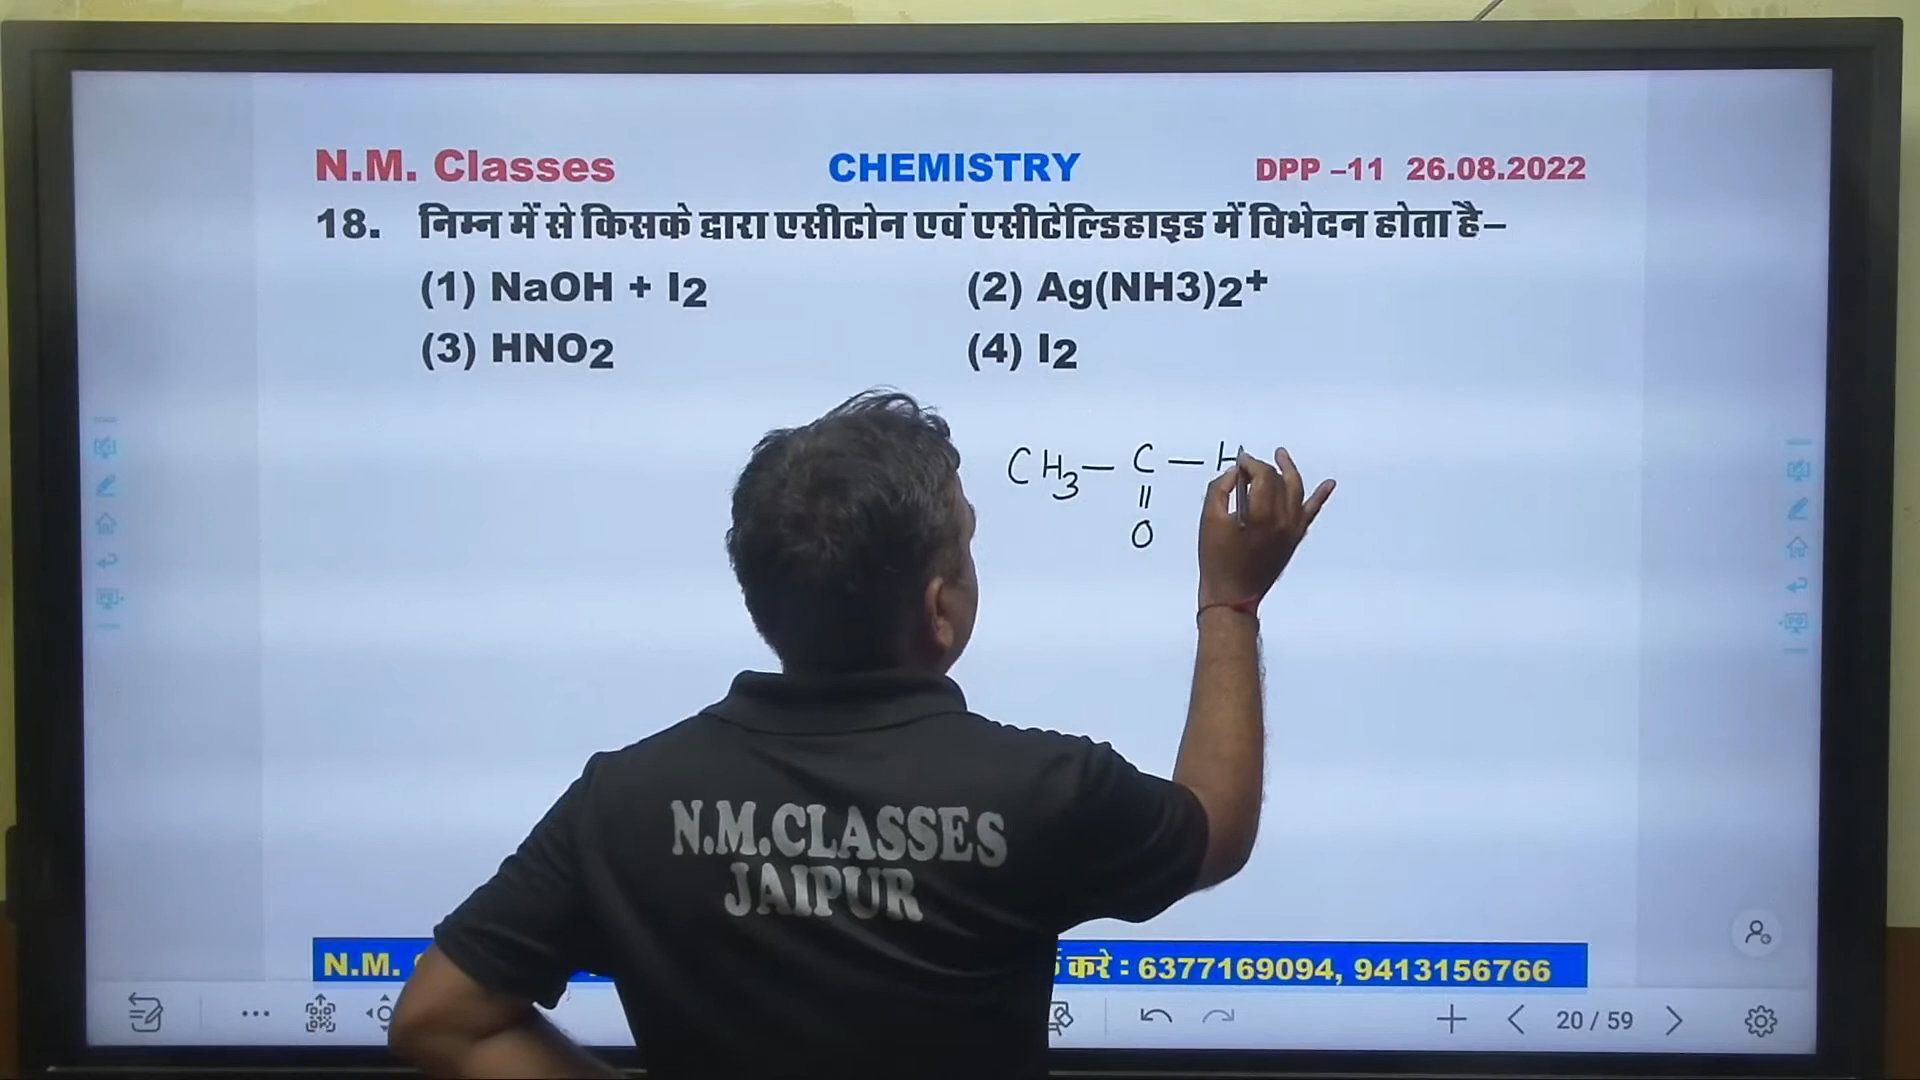 N.M. Classes CHEMISTRY DPP –11 26.08.2022
18. निम्न में से किसके द्वारा एसीटोन एवं एसीटेल्डिहाइड में विभेदन होता है–
(1) NaOH + I2 (2) Ag(NH3)2+
(3) HNO2 (4) I2
CH3 — C — H
||
O
N.M.CLASSES
JAIPUR
N.M. करे : 6377169094, 9413156766
20 / 59